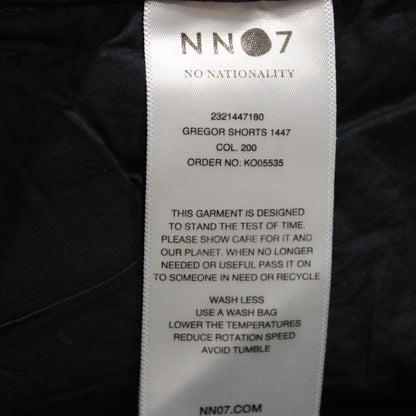 NN07
NO NATIONALITY
2321447180
GREGOR SHORTS 1447
COL. 200
ORDER NO: KO05535
THIS GARMENT IS DESIGNED
TO STAND THE TEST OF TIME.
PLEASE SHOW CARE FOR IT AND
OUR PLANET. WHEN NO LONGER
NEEDED OR USEFUL PASS IT ON
TO SOMEONE IN NEED OR RECYCLE
WASH LESS
USE A WASH BAG
LOWER THE TEMPERATURES
REDUCE ROTATION SPEED
AVOID TUMBLE
NN07.COM